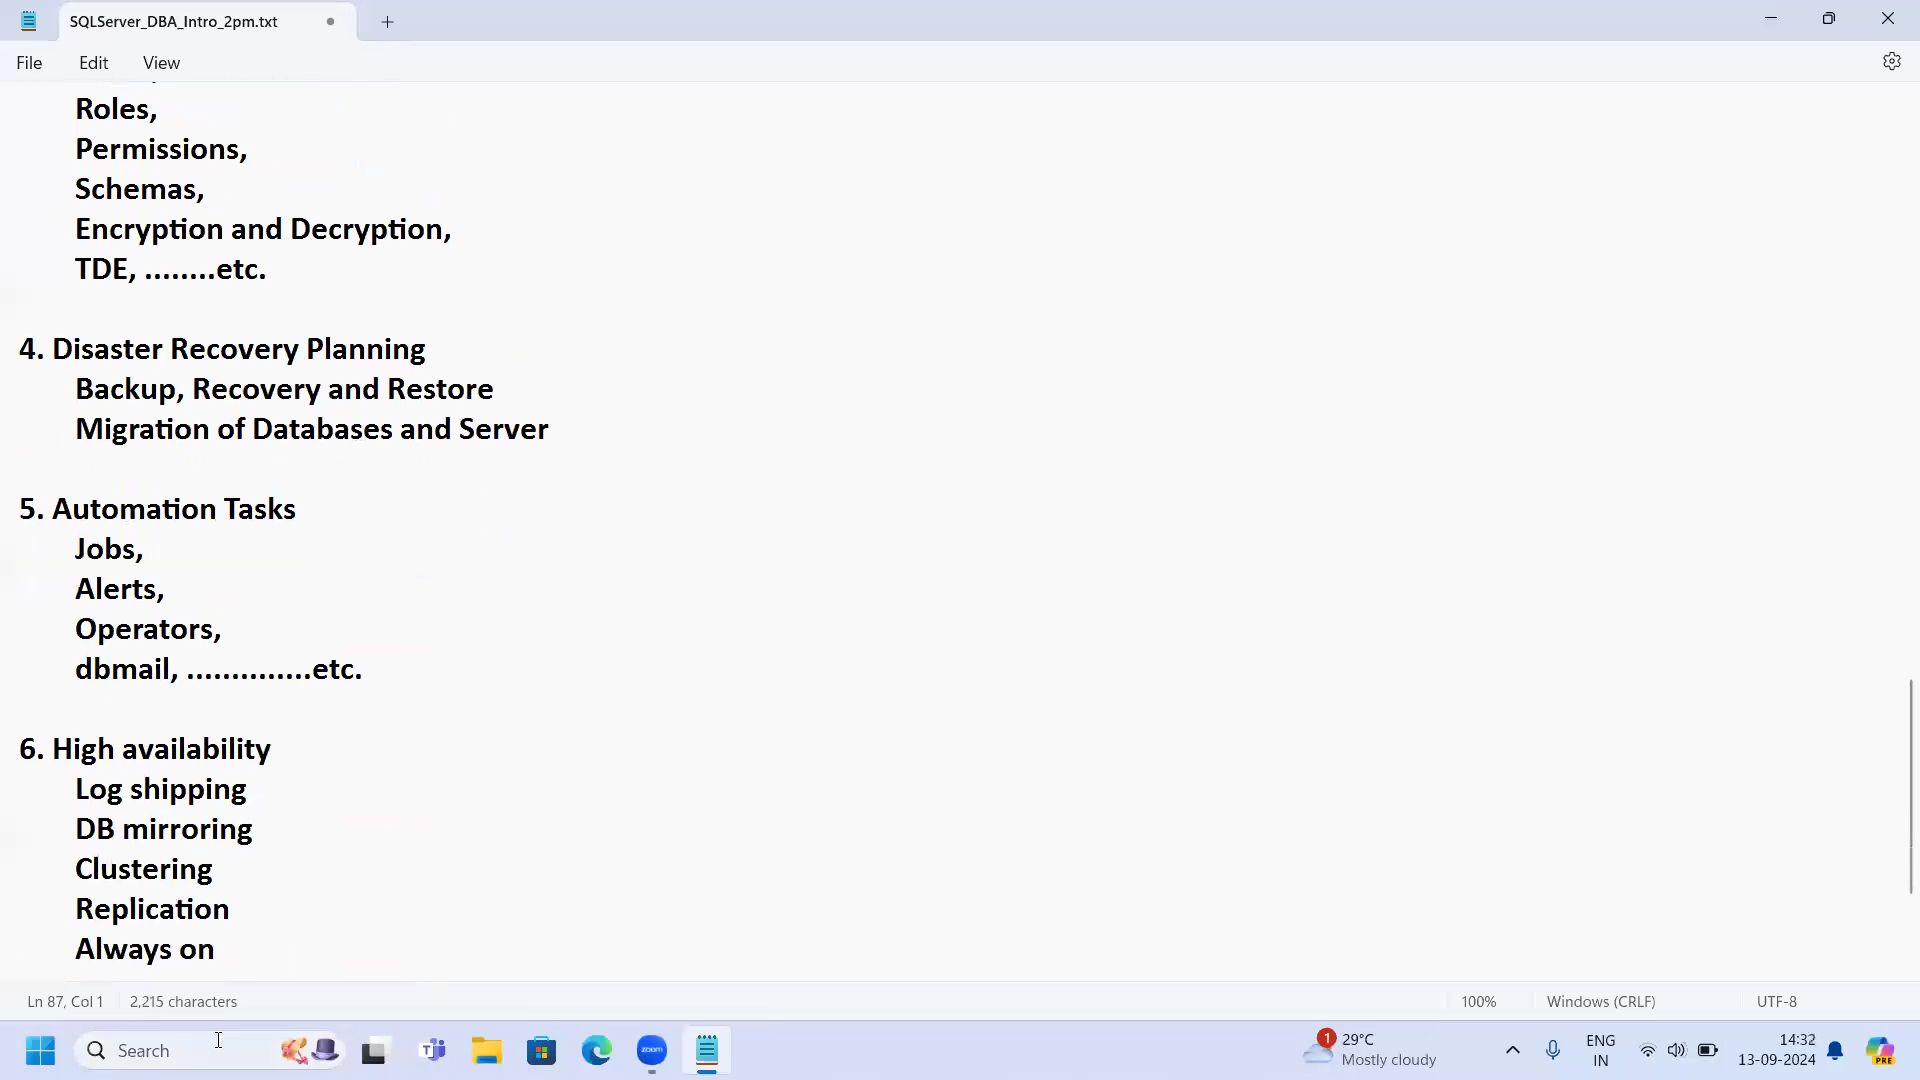 SQLServer_DBA_Intro_2pm.txt
File Edit View
Roles,
Permissions,
Schemas,
Encryption and Decryption,
TDE, ........etc.
4. Disaster Recovery Planning
Backup, Recovery and Restore
Migration of Databases and Server
5. Automation Tasks
Jobs,
Alerts,
Operators,
dbmail, ..............etc.
6. High availability
Log shipping
DB mirroring
Clustering
Replication
Always on
Ln 87, Col 1 2,215 characters 100% Windows (CRLF) UTF-8
Search
zoom
1
29°C
Mostly cloudy
ENG
IN
14:32
13-09-2024
PRE